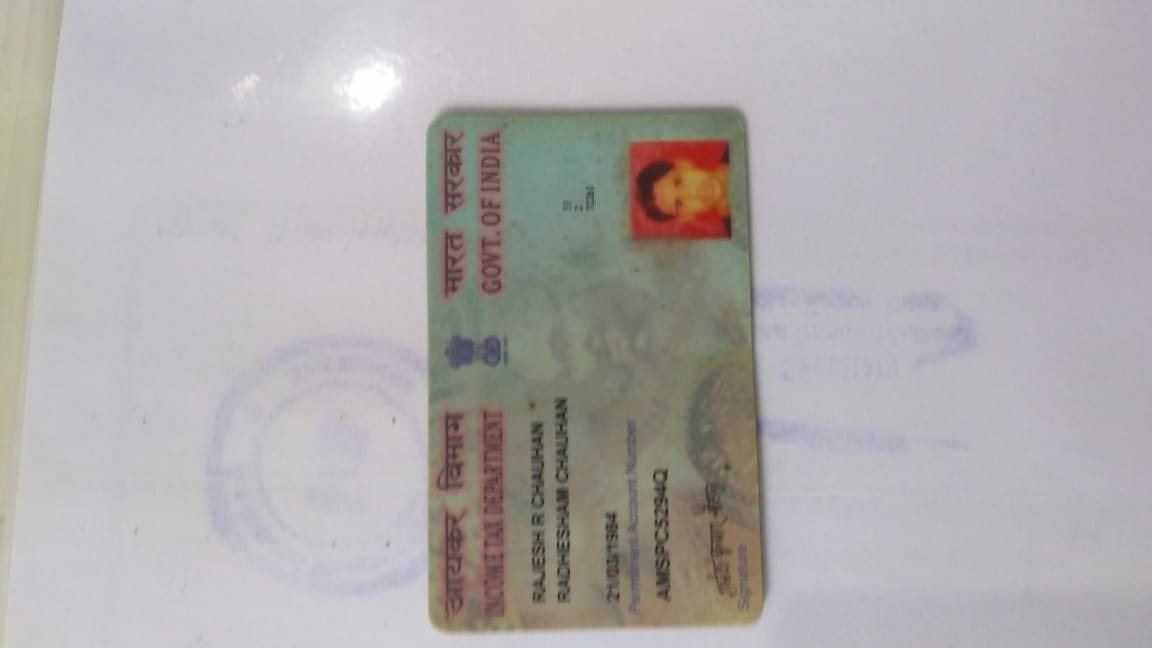 आयकर विभाग भारत सरकार
INCOME TAX DEPARTMENT GOVT. OF INDIA
RAJESH R CHAUHAN
RADHESHAM CHAUHAN
21/03/1984
Permanent Account Number
AMSPC5294Q
Signature